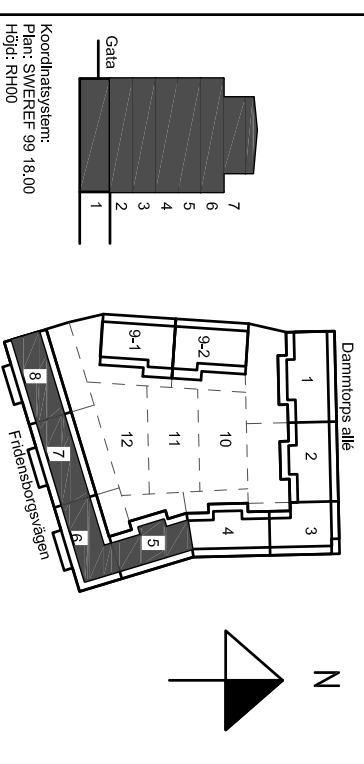 Gata
1
2
3
4
5
6
7
Koordinatsystem:
Plan: SWEREF 99 18.00
Höjd: RH00
Dammtorps allé
1
2
3
4
5
6
7
8
9-1
9-2
10
11
12
Fridensborgsvägen
N